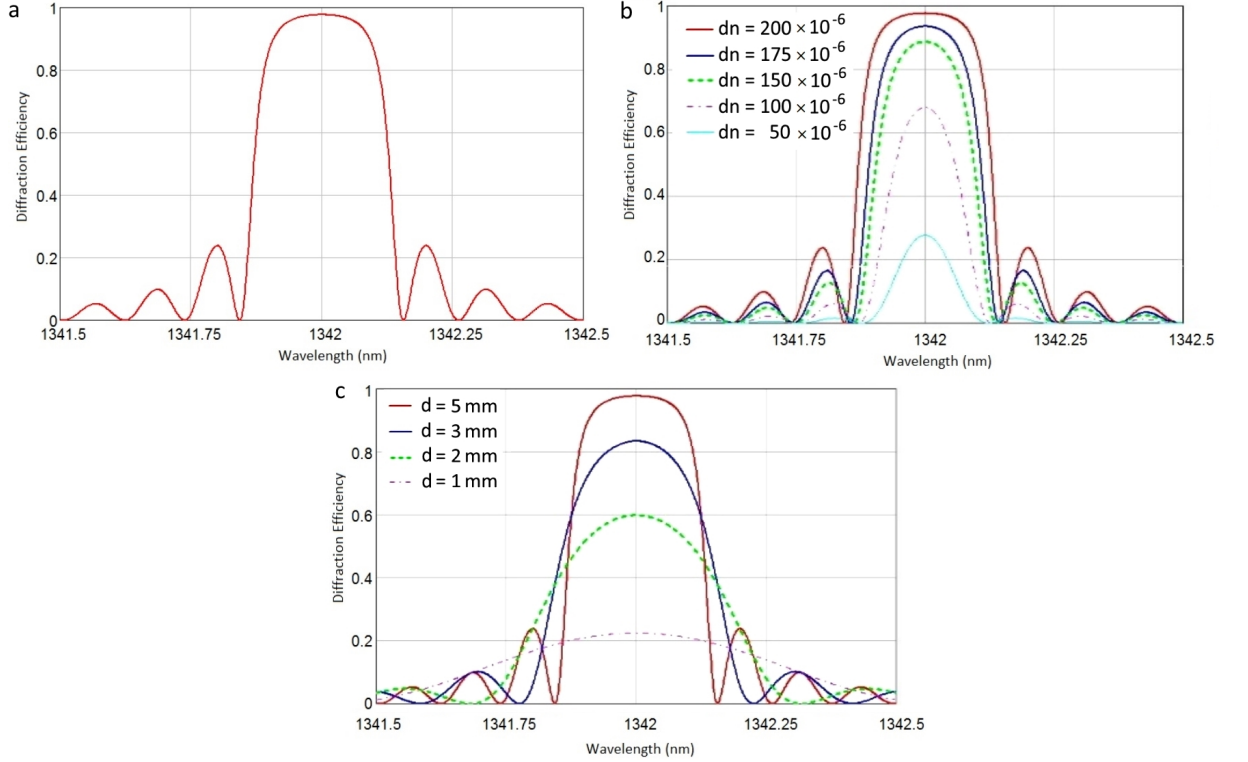 a
1
0.8
0.6
0.4
0.2
0
Diffraction Efficiency
1341.5
1341.75
1342
1342.25
1342.5
Wavelength (nm)
b
dn = 200 × 10-6
dn = 175 × 10-6
dn = 150 × 10-6
dn = 100 × 10-6
dn = 50 × 10-6
1
0.8
0.6
0.4
0.2
0
Diffraction Efficiency
1341.5
1341.75
1342
1342.25
1342.5
Wavelength (nm)
c
d = 5 mm
d = 3 mm
d = 2 mm
d = 1 mm
1
0.8
0.6
0.4
0.2
0
Diffraction Efficiency
1341.5
1341.75
1342
1342.25
1342.5
Wavelength (nm)